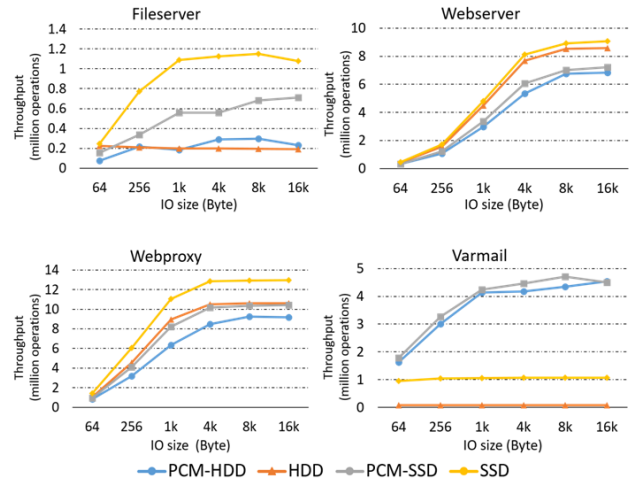 Fileserver
Throughput
(million operations)
1.4
1.2
1
0.8
0.6
0.4
0.2
0
64 256 1k 4k 8k 16k
IO size (Byte)
Webserver
Throughput
(million operations)
10
8
6
4
2
0
64 256 1k 4k 8k 16k
IO size (Byte)
Webproxy
Throughput
(million operations)
14
12
10
8
6
4
2
0
64 256 1k 4k 8k 16k
IO size (Byte)
Varmail
Throughput
(million operations)
5
4
3
2
1
0
64 256 1k 4k 8k 16k
IO size (Byte)
PCM-HDD HDD PCM-SSD SSD